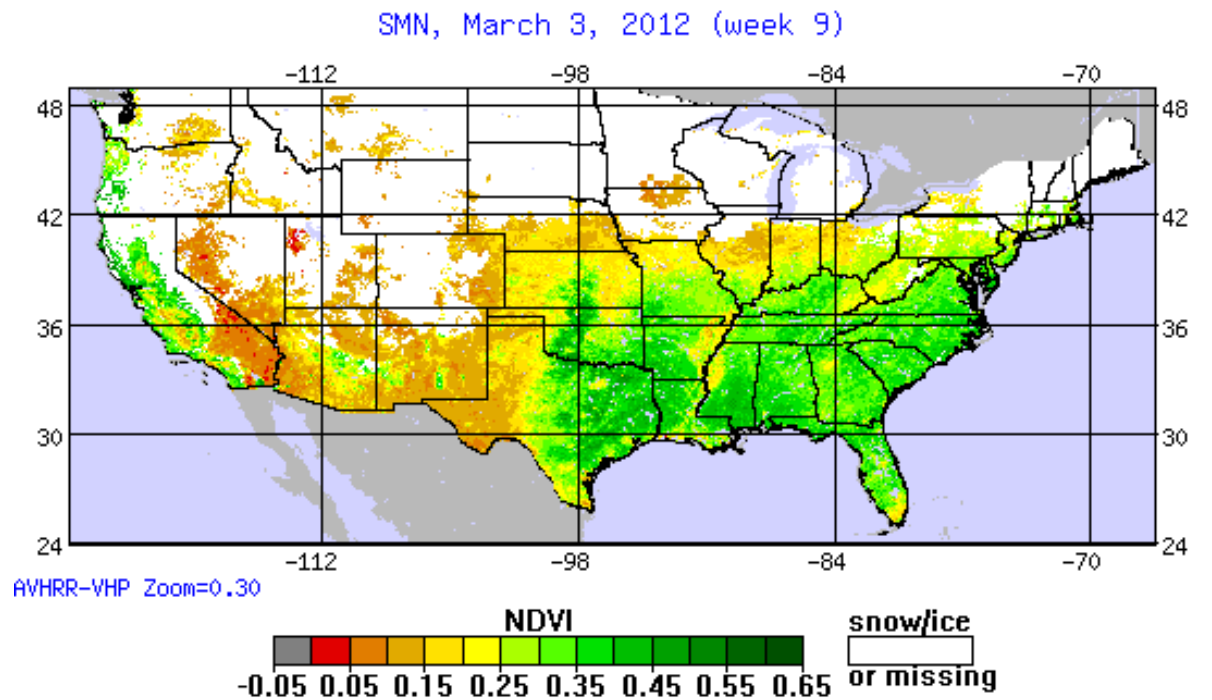 SMN, March 3, 2012 (week 9)
-112 -98 -84 -70
48 48
42 42
36 36
30 30
24 24
-112 -98 -84 -70
AVHRR-VHP Zoom=0.30
NDVI
snow/ice
or missing
-0.05 0.05 0.15 0.25 0.35 0.45 0.55 0.65